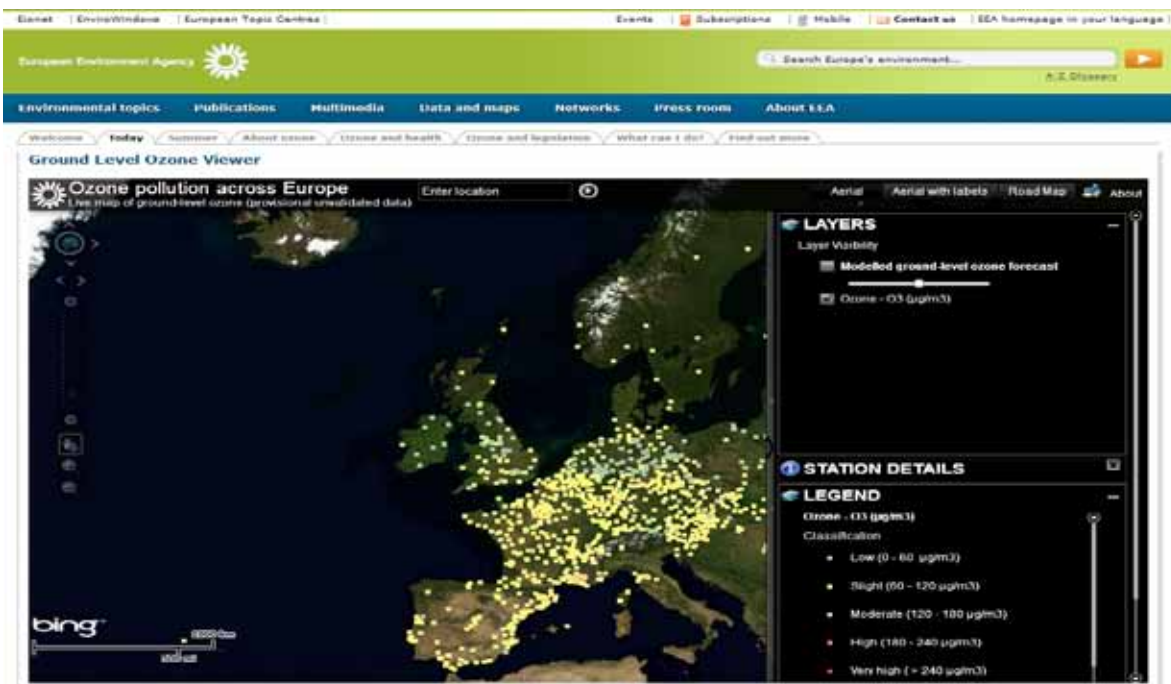 Eionet | EnviroWindows | European Topic Centres | Events | Subscriptions | Mobile | Contact us | EEA homepage in your language
European Environment Agency
Search Europe's environment...
A-Z Glossary
Environmental topics Publications Multimedia Data and maps Networks Press room About EEA
Welcome Today Summer About ozone Ozone and health Ozone and legislation What can I do? Find out more
Ground Level Ozone Viewer
Ozone pollution across Europe Enter location Aerial Aerial with labels Road Map About
Live map of ground-level ozone (provisional unvalidated data)
LAYERS
Layer Visibility
Modelled ground-level ozone forecast
Ozone - O3 (µg/m3)
STATION DETAILS
LEGEND
Ozone - O3 (µg/m3)
Classification
Low (0 - 60 µg/m3)
Slight (60 - 120 µg/m3)
Moderate (120 - 180 µg/m3)
High (180 - 240 µg/m3)
Very high ( > 240 µg/m3)
bing